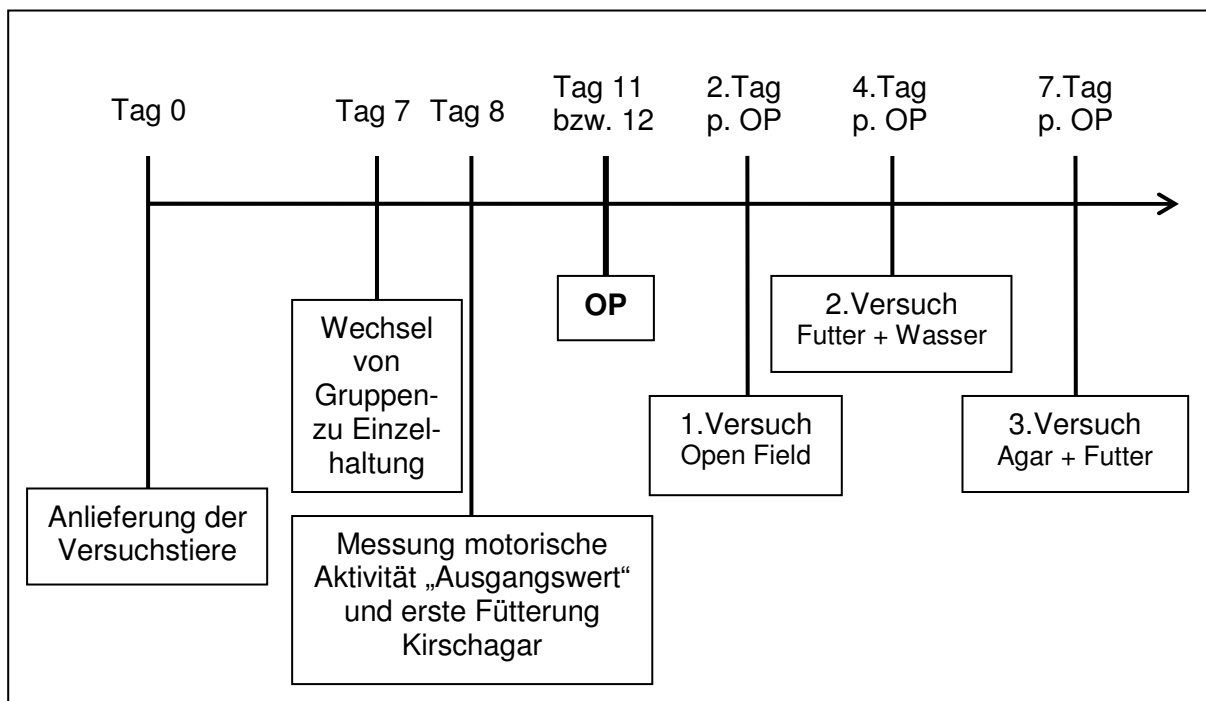 Tag 0
Tag 7
Tag 8
Tag 11
bzw. 12
2.Tag
p. OP
4.Tag
p. OP
7.Tag
p. OP
Anlieferung der
Versuchstiere
Wechsel
von
Gruppen-
zu Einzel-
haltung
Messung motorische
Aktivität „Ausgangswert“
und erste Fütterung
Kirschagar
OP
1.Versuch
Open Field
2.Versuch
Futter + Wasser
3.Versuch
Agar + Futter